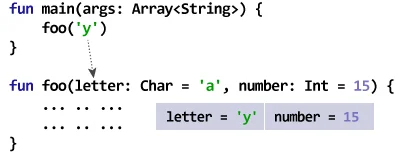 fun main(args: Array<String>) {
foo('y')
}
fun foo(letter: Char = 'a', number: Int = 15) {
... .. ...
... .. ...
letter = 'y' number = 15
}